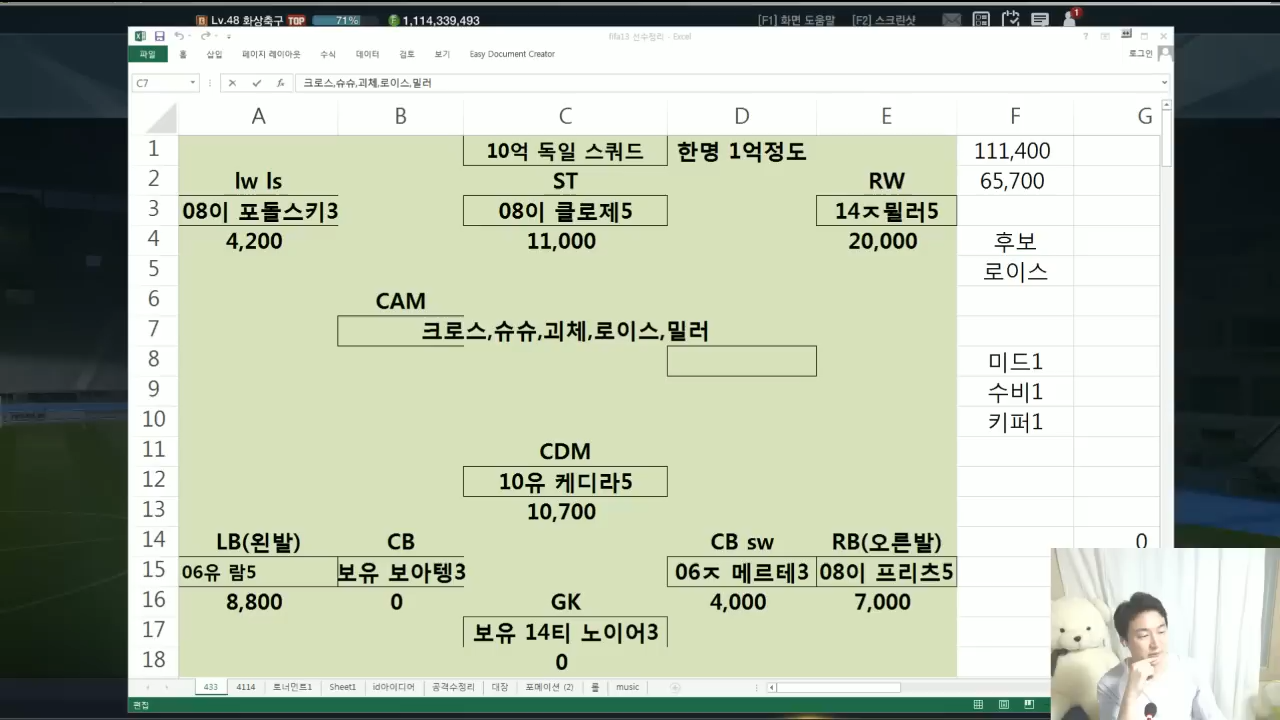 Lv.48 화상축구 TOP 71% F 1,114,339,493 [F1] 화면 도움말 [F2] 스크린샷 1
fifa13 선수정리 - Excel
파일 홈 삽입 페이지 레이아웃 수식 데이터 검토 보기 Easy Document Creator 로그인
C7 크로스,슈슈,괴체,로이스,밀러
A B C D E F G
1 10억 독일 스쿼드 한명 1억정도 111,400
2 lw ls ST RW 65,700
3 08이 포돌스키3 08이 클로제5 14ㅈ뮐러5
4 4,200 11,000 20,000 후보
5 로이스
6 CAM
7 크로스,슈슈,괴체,로이스,밀러
8 미드1
9 수비1
10 키퍼1
11 CDM
12 10유 케디라5
13 10,700
14 LB(왼발) CB CB sw RB(오른발) 0
15 06유 람5 보유 보아텡3 06ㅈ 메르테3 08이 프리츠5
16 8,800 0 GK 4,000 7,000
17 보유 14티 노이어3
18 0
433 4114 토너먼트1 Sheet1 id아이디어 공격수정리 대장 포메이션 (2) 룰 music
편집